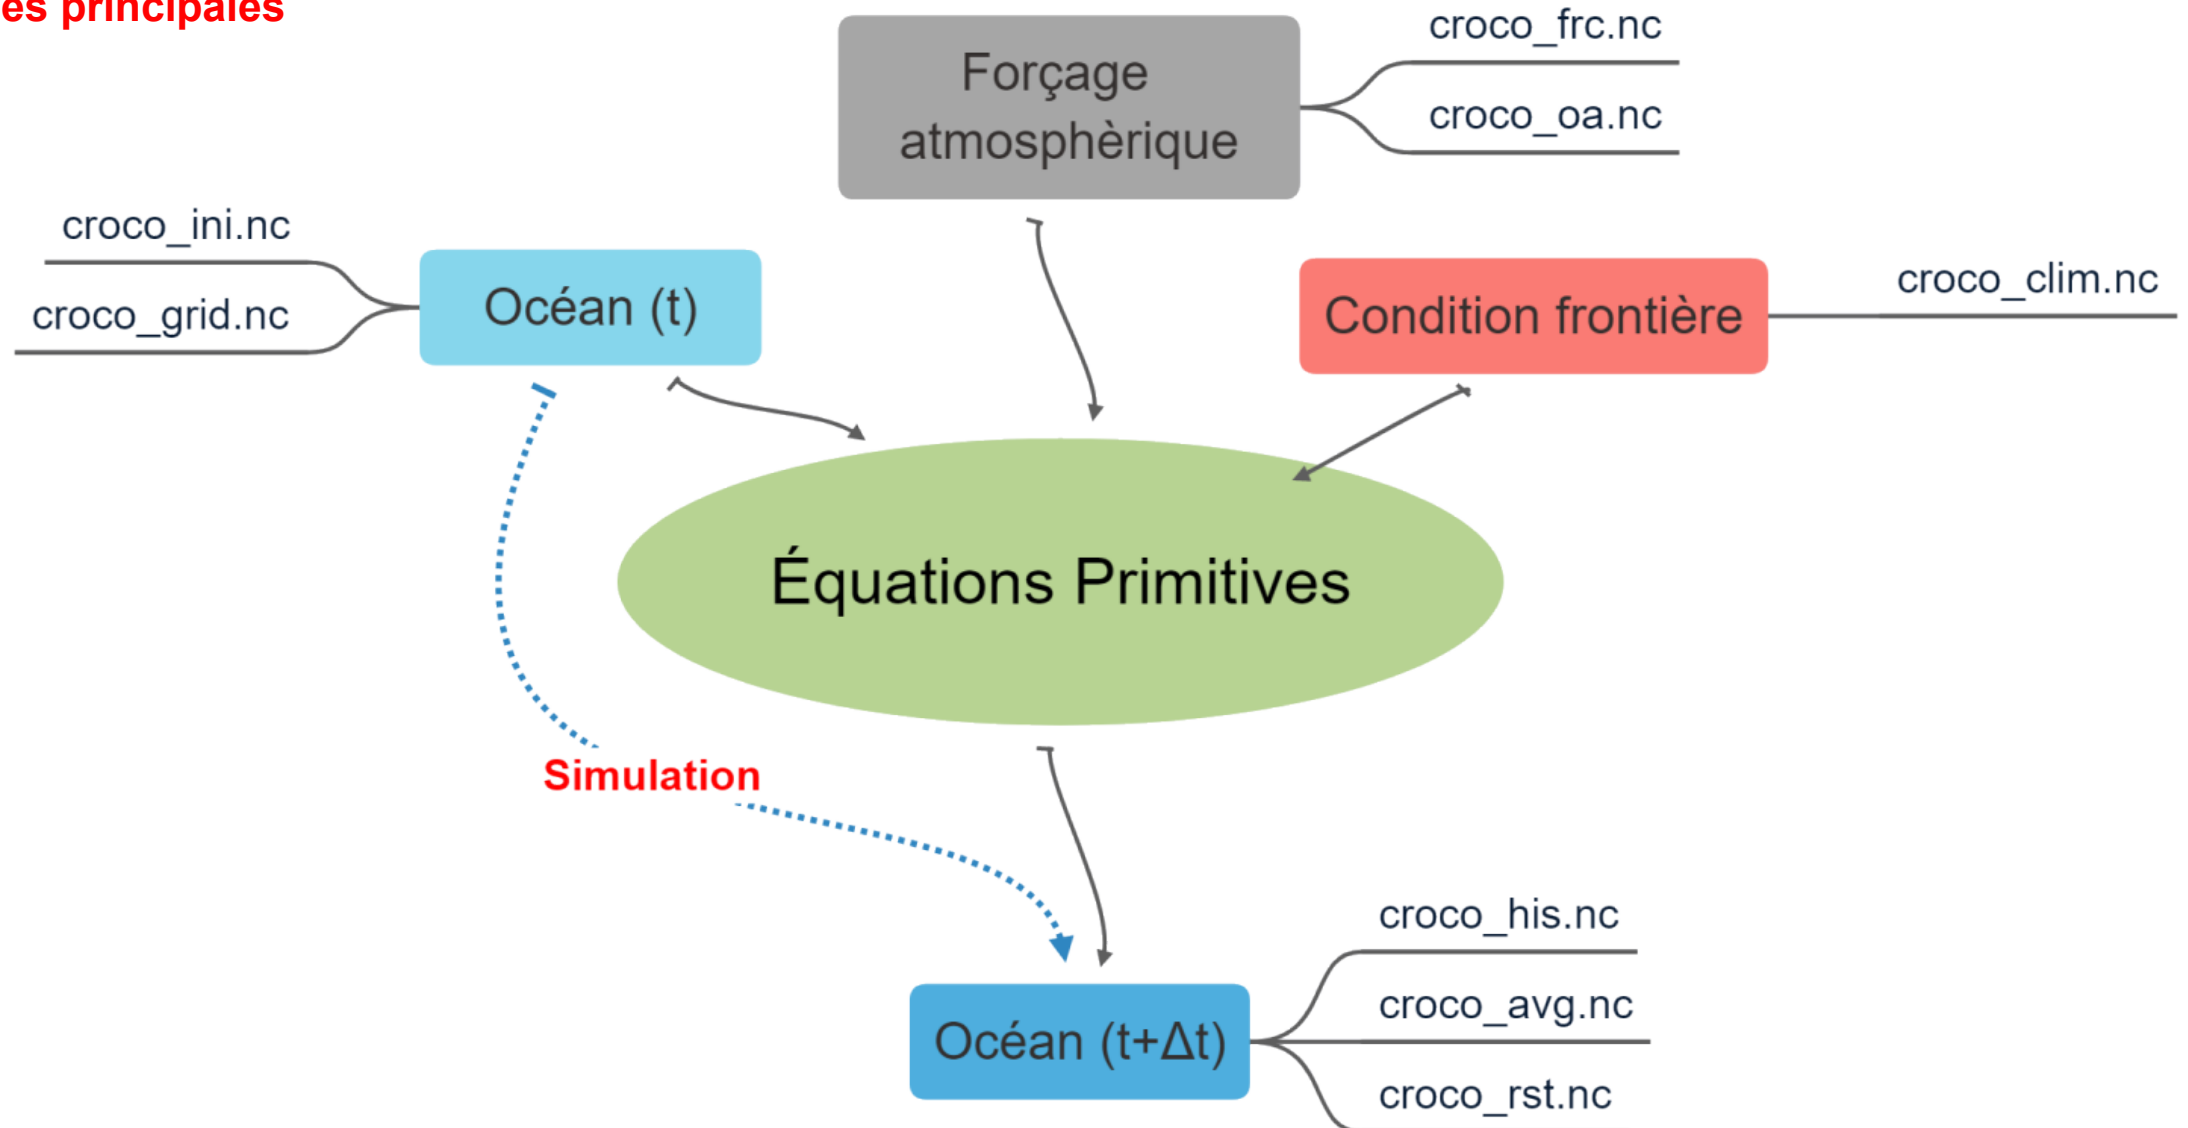 es principales
croco_frc.nc
Forçage
atmosphèrique
croco_oa.nc
croco_ini.nc
croco_grid.nc
Océan (t)
Condition frontière
croco_clim.nc
Équations Primitives
Simulation
croco_his.nc
croco_avg.nc
Océan (t+Δt)
croco_rst.nc